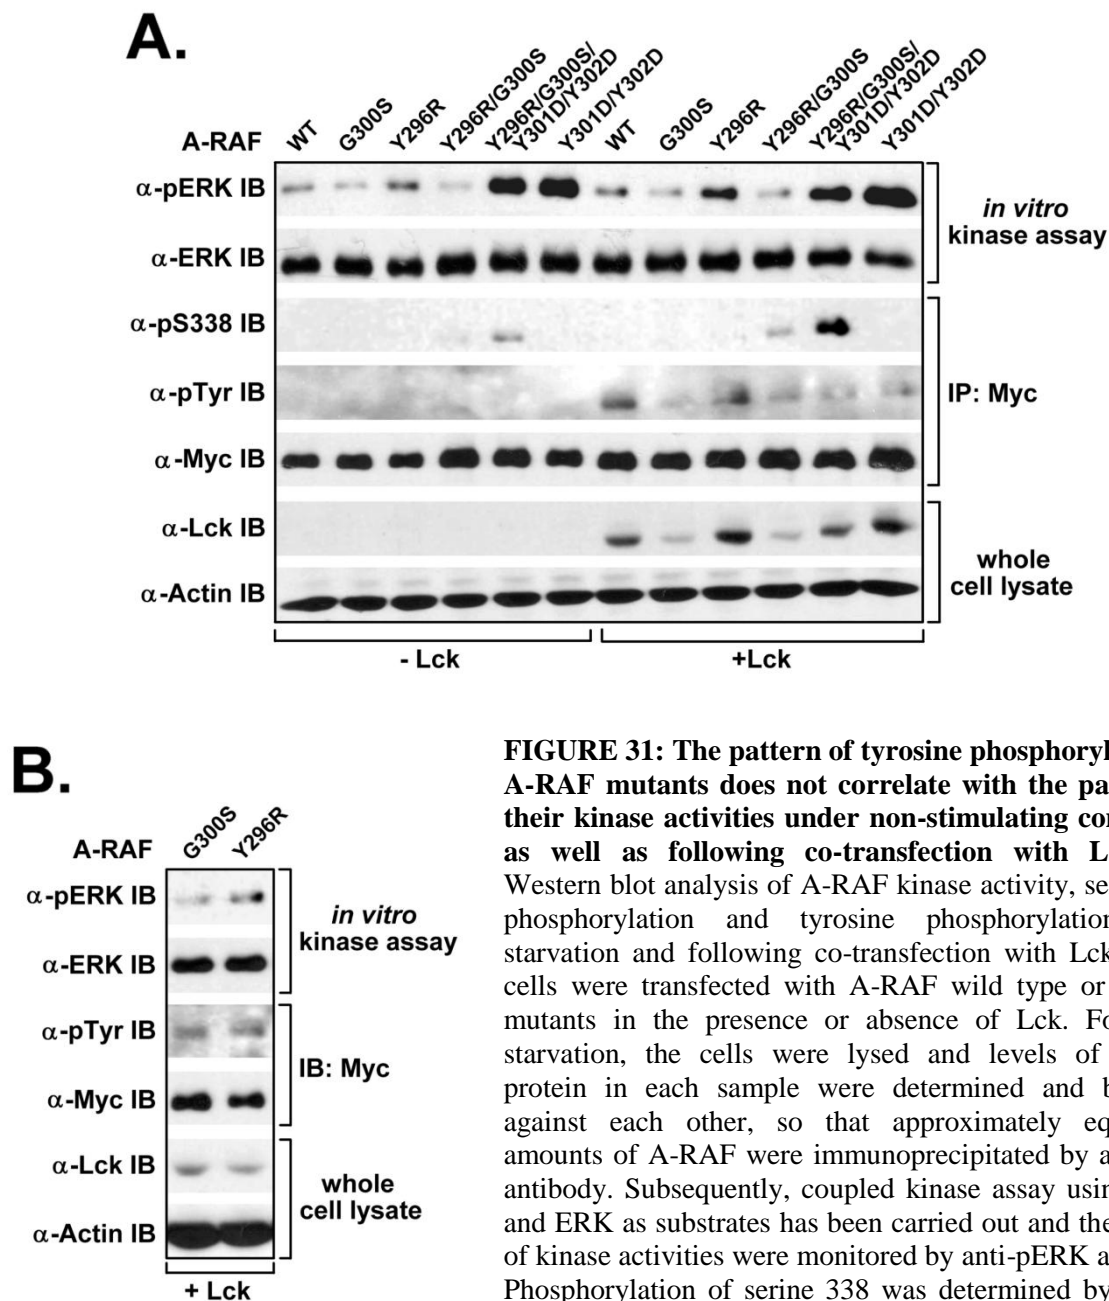 A.
A-RAF WT G300S Y296R Y296R/G300S Y296R/G300S/ Y301D/Y302D Y301D/Y302D WT G300S Y296R Y296R/G300S Y296R/G300S/ Y301D/Y302D Y301D/Y302D
α-pERK IB
α-ERK IB
in vitro
kinase assay
α-pS338 IB
α-pTyr IB
α-Myc IB
IP: Myc
α-Lck IB
α-Actin IB
whole
cell lysate
- Lck +Lck
B.
A-RAF G300S Y296R
α-pERK IB
α-ERK IB
in vitro
kinase assay
α-pTyr IB
α-Myc IB
IB: Myc
α-Lck IB
α-Actin IB
whole
cell lysate
+ Lck
FIGURE 31: The pattern of tyrosine phosphoryl
A-RAF mutants does not correlate with the pa
their kinase activities under non-stimulating cor
as well as following co-transfection with L
Western blot analysis of A-RAF kinase activity, se
phosphorylation and tyrosine phosphorylation
starvation and following co-transfection with Lck
cells were transfected with A-RAF wild type or
mutants in the presence or absence of Lck. Fo
starvation, the cells were lysed and levels of
protein in each sample were determined and b
against each other, so that approximately eq
amounts of A-RAF were immunoprecipitated by a
antibody. Subsequently, coupled kinase assay usin
and ERK as substrates has been carried out and the
of kinase activities were monitored by anti-pERK a
Phosphorylation of serine 338 was determined by